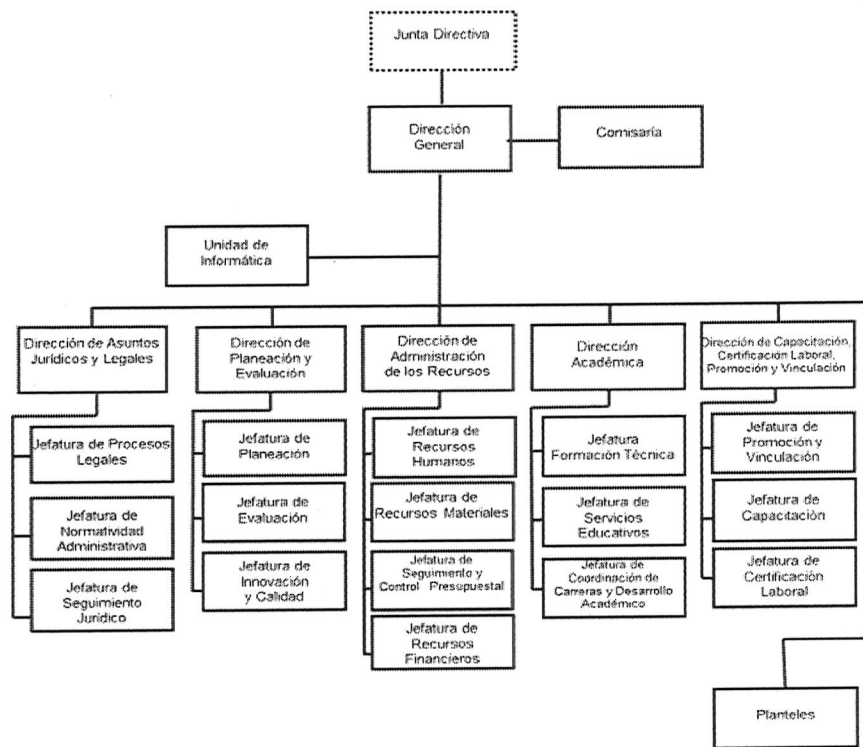 Junta Directiva
Dirección
General
Comisaría
Unidad de
Informática
Dirección de Asuntos
Jurídicos y Legales
Dirección de
Planeación y
Evaluación
Dirección de
Administración
de los Recursos
Dirección
Académica
Dirección de Capacitación,
Certificación Laboral,
Promoción y Vinculación
Jefatura de Procesos
Legales
Jefatura de
Normatividad
Administrativa
Jefatura de
Seguimiento
Jurídico
Jefatura de
Planeación
Jefatura de
Evaluación
Jefatura de
Innovación
y Calidad
Jefatura de
Recursos
Humanos
Jefatura de
Recursos Materiales
Jefatura de
Seguimiento y
Control Presupuestal
Jefatura de
Recursos
Financieros
Jefatura
Formación Técnica
Jefatura de
Servicios
Educativos
Jefatura de
Coordinación de
Carreras y Desarrollo
Académico
Jefatura de
Promoción y
Vinculación
Jefatura de
Capacitación
Jefatura de
Certificación
Laboral
Planteles